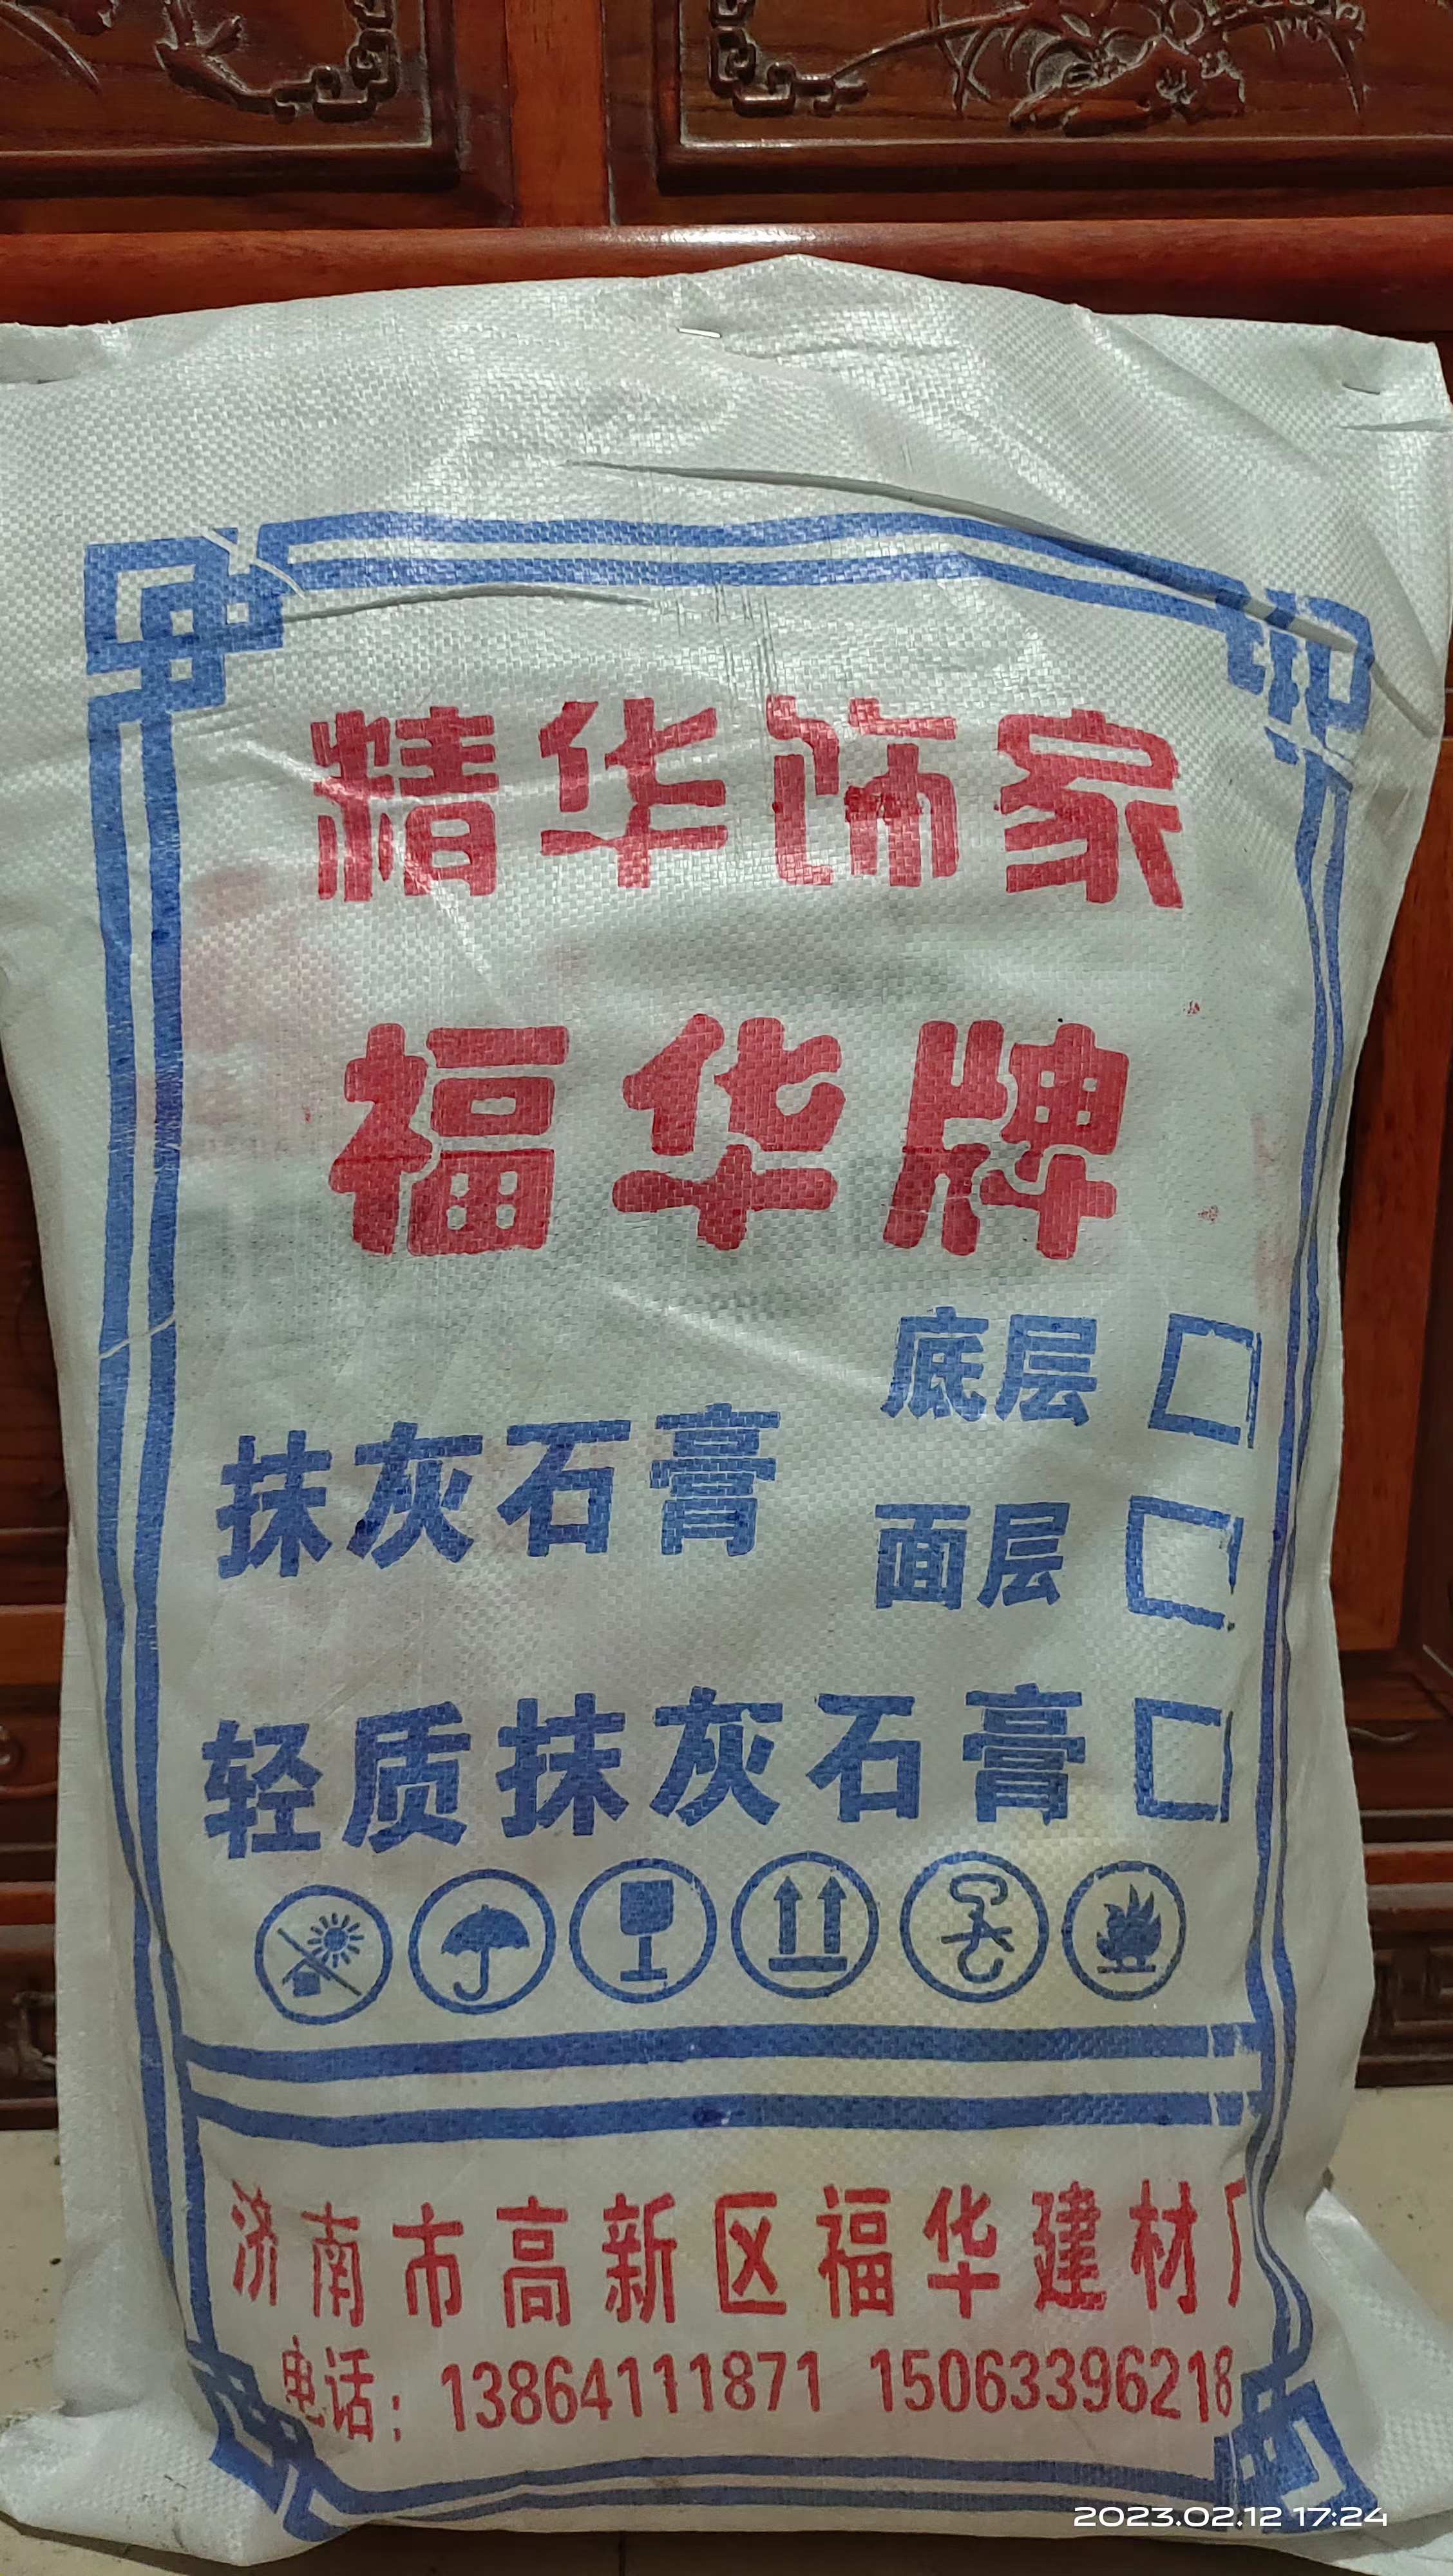 精华饰家
福华牌
底层 □
抹灰石膏
面层 □
轻质抹灰石膏 □
济南市高新区福华建材厂
电话：13864111871 15063396218
2023.02.12 17:24